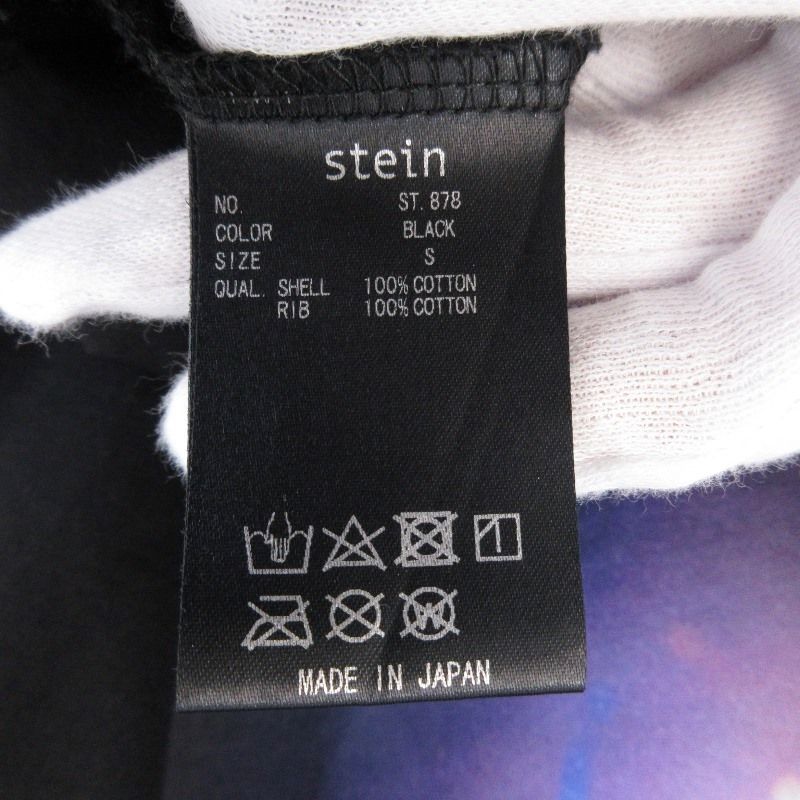 stein
NO. ST.878
COLOR BLACK
SIZE S
QUAL. SHELL 100% COTTON
RIB 100% COTTON
W
MADE IN JAPAN